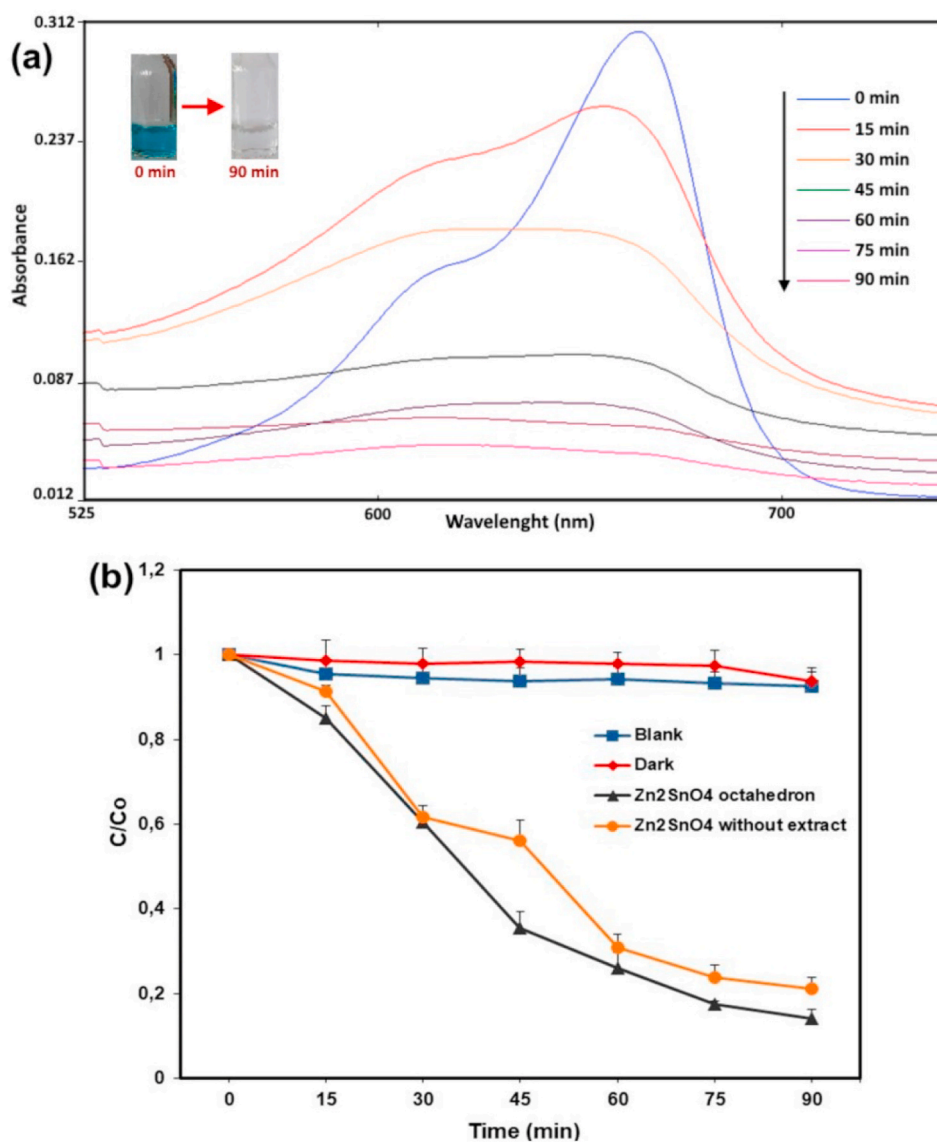 (a)
0.312
0.237
0.162
0.087
0.012
Absorbance
0 min
90 min
0 min
15 min
30 min
45 min
60 min
75 min
90 min
525
600
700
Wavelenght (nm)
(b)
1,2
1
0,8
0,6
0,4
0,2
0
C/Co
Blank
Dark
Zn2SnO4 octahedron
Zn2SnO4 without extract
0
15
30
45
60
75
90
Time (min)